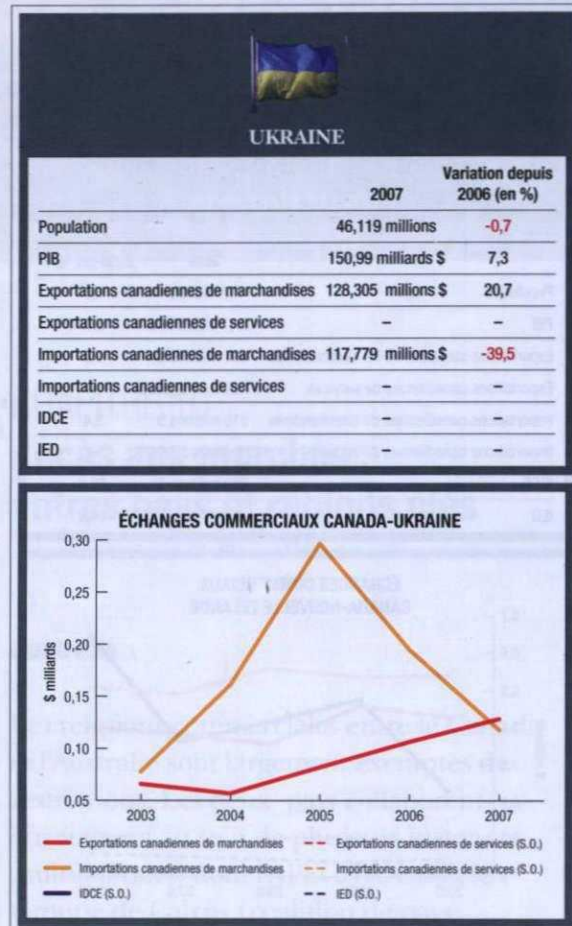 UKRAINE
2007 Variation depuis 2006 (en %)
Population 46,119 millions -0,7
PIB 150,99 milliards $ 7,3
Exportations canadiennes de marchandises 128,305 millions $ 20,7
Exportations canadiennes de services – –
Importations canadiennes de marchandises 117,779 millions $ -39,5
Importations canadiennes de services – –
IDCE – –
IED – –
ÉCHANGES COMMERCIAUX CANADA-UKRAINE
$ milliards
0,30
0,25
0,20
0,15
0,10
0,05
2003 2004 2005 2006 2007
Exportations canadiennes de marchandises Exportations canadiennes de services (S.O.)
Importations canadiennes de marchandises Importations canadiennes de services (S.O.)
IDCE (S.O.) IED (S.O.)